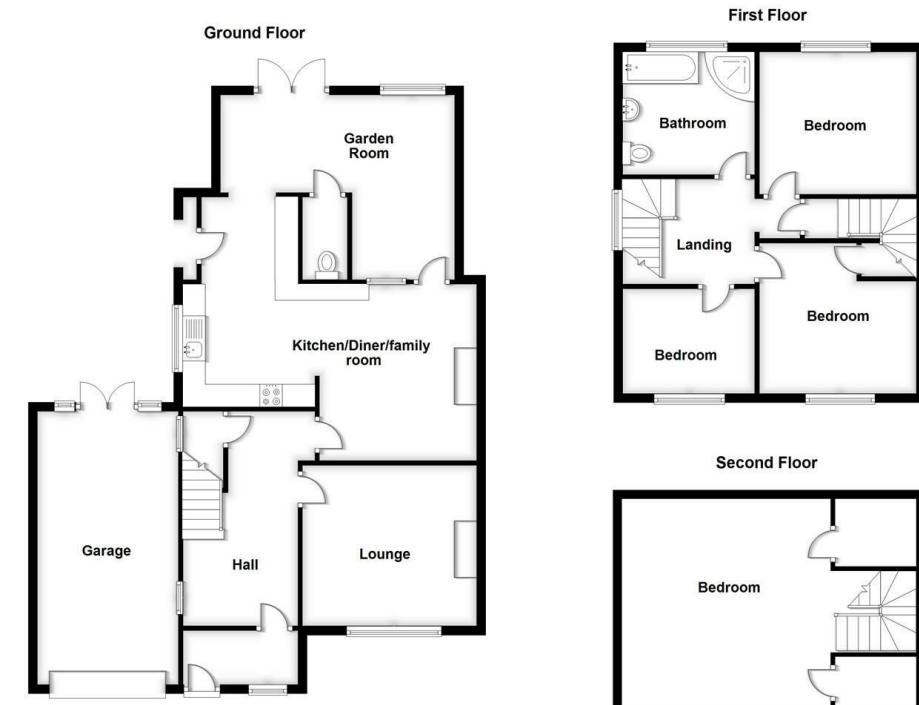 Ground Floor
Garden
Room
Kitchen/Diner/family
room
Garage
Hall
Lounge
First Floor
Bathroom
Bedroom
Landing
Bedroom
Bedroom
Second Floor
Bedroom